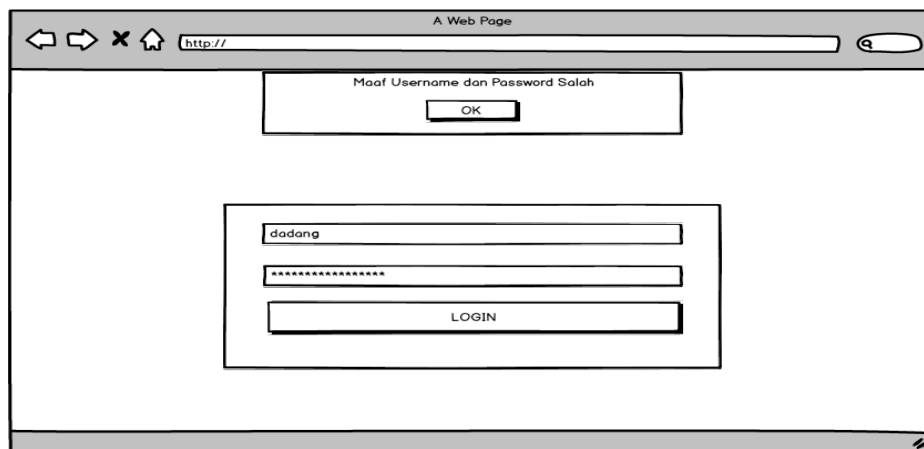 A Web Page
http://
Maaf Username dan Password Salah
OK
dadang
*****************
LOGIN